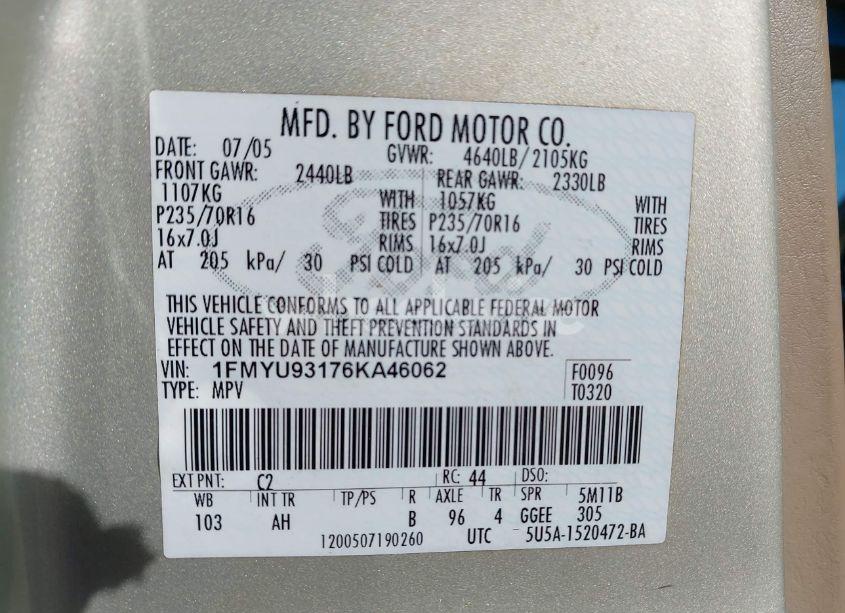 MFD. BY FORD MOTOR CO.
DATE: 07/05 GVWR: 4640LB/2105KG
FRONT GAWR: 2440LB REAR GAWR: 2330LB
1107KG WITH 1057KG WITH
P235/70R16 TIRES P235/70R16 TIRES
16x7.0J RIMS 16x7.0J RIMS
AT 205 kPa/ 30 PSI COLD AT 205 kPa/ 30 PSI COLD
THIS VEHICLE CONFORMS TO ALL APPLICABLE FEDERAL MOTOR
VEHICLE SAFETY AND THEFT PREVENTION STANDARDS IN
EFFECT ON THE DATE OF MANUFACTURE SHOWN ABOVE.
VIN: 1FMYU93176KA46062 F0096
TYPE: MPV T0320
EXT PNT: C2 RC: 44 DSO:
WB INT TR TP/PS R AXLE TR SPR 5M11B
103 AH B 96 4 GGEE 305
1200507190260 UTC 5U5A-1520472-BA
Ford